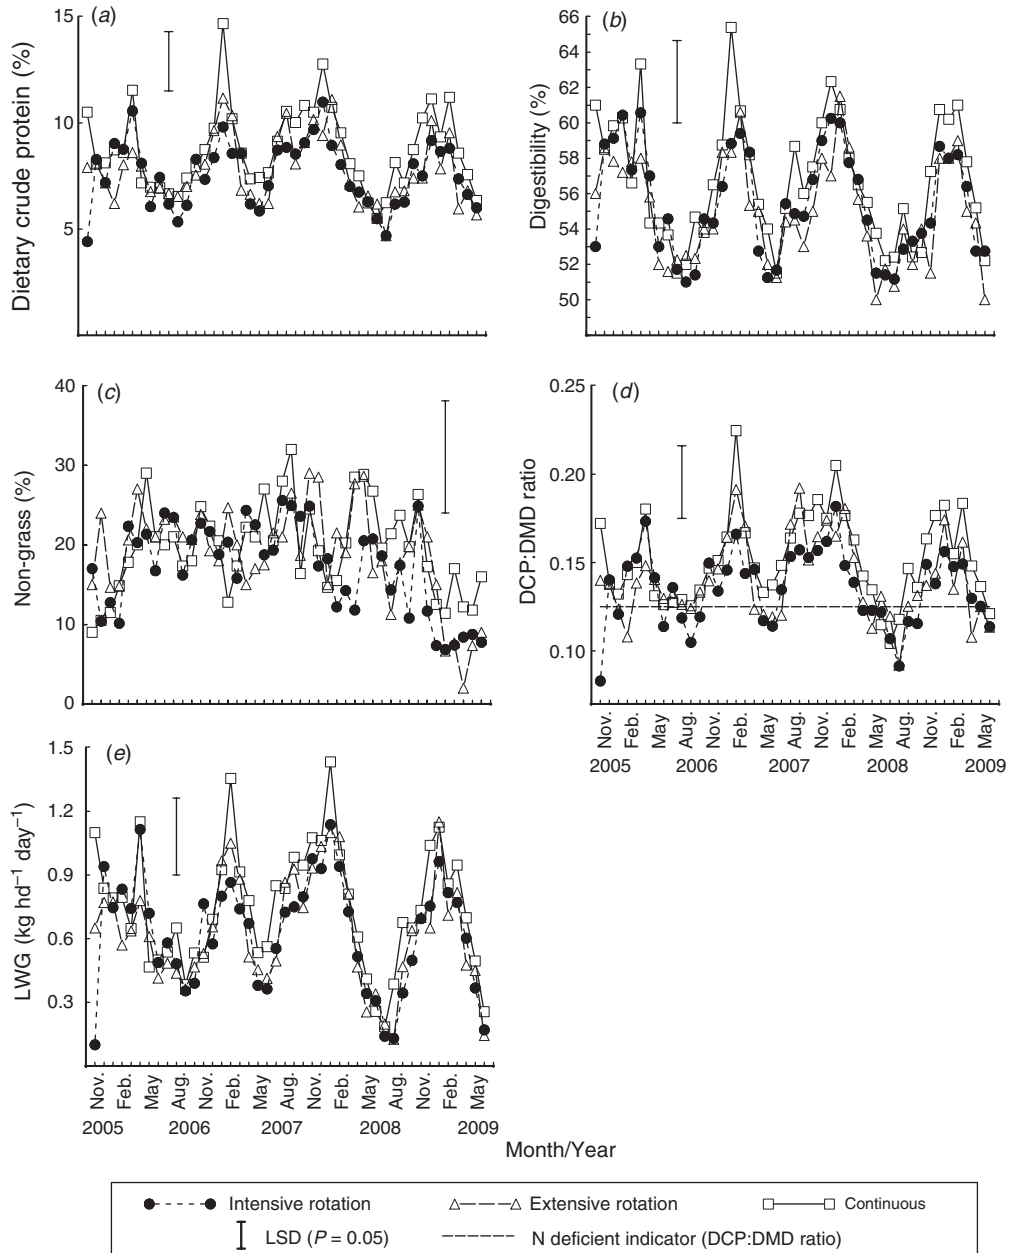 (a)
Dietary crude protein (%)
15
10
5
(b)
Digestibility (%)
66
64
62
60
58
56
54
52
50
(c)
Non-grass (%)
40
30
20
10
0
(d)
DCP:DMD ratio
0.25
0.20
0.15
0.10
Nov. Feb. May Aug. Nov. Feb. May Aug. Nov. Feb. May Aug. Nov. Feb. May
2005 2006 2007 2008 2009
(e)
LWG (kg hd–1 day–1)
1.5
1.2
0.9
0.6
0.3
Nov. Feb. May Aug. Nov. Feb. May Aug. Nov. Feb. May Aug. Nov. Feb. May
2005 2006 2007 2008 2009
Month/Year
Intensive rotation Extensive rotation Continuous
LSD (P = 0.05) N deficient indicator (DCP:DMD ratio)